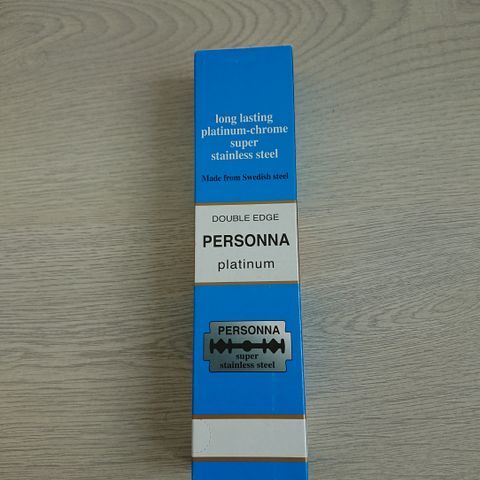 long lasting
platinum-chrome
super
stainless steel
Made from Swedish steel
DOUBLE EDGE
PERSONNA
platinum
PERSONNA
super
stainless steel